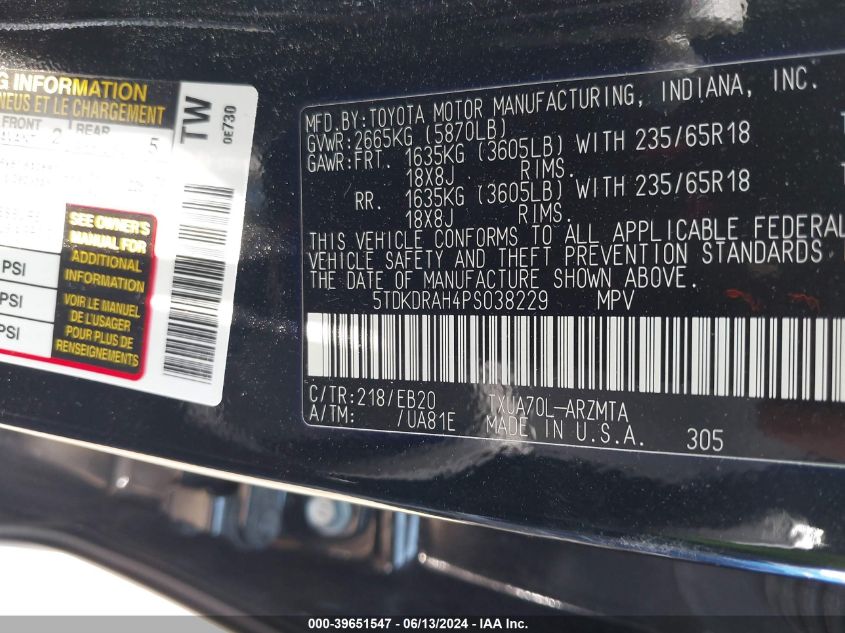 G INFORMATION
NEUS ET LE CHARGEMENT
FRONT 2 REAR 5
TW
0E730
SEE OWNER'S
MANUAL FOR
ADDITIONAL
INFORMATION
VOIR LE MANUEL
DE L'USAGER
POUR PLUS DE
RENSEIGNEMENTS
PSI
PSI
MFD.BY:TOYOTA MOTOR MANUFACTURING, INDIANA, INC.
GVWR:2665KG (5870LB)
GAWR:FRT. 1635KG (3605LB) WITH 235/65R18
18X8J RIMS.
RR. 1635KG (3605LB) WITH 235/65R18
18X8J RIMS.
THIS VEHICLE CONFORMS TO ALL APPLICABLE FEDERAL
VEHICLE SAFETY AND THEFT PREVENTION STANDARDS
THE DATE OF MANUFACTURE SHOWN ABOVE.
5TDKDRAH4PS038229 MPV
C/TR:218/EB20 TXUA70L-ARZMTA
A/TM: /UA81E MADE IN U.S.A. 305
000-39651547 - 06/13/2024 - IAA Inc.